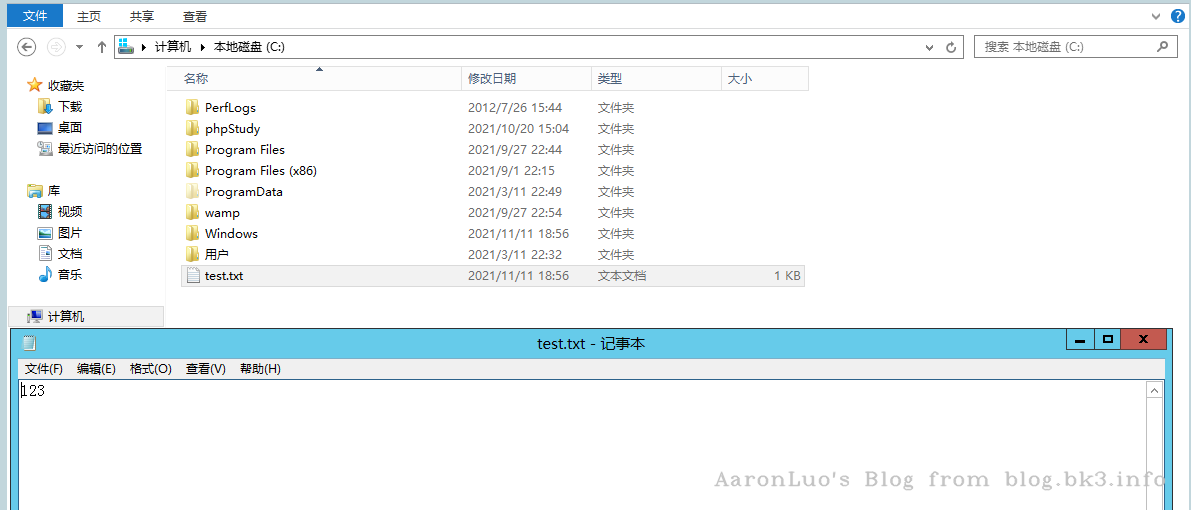 文件 主页 共享 查看
计算机 本地磁盘 (C:) 搜索 本地磁盘 (C:)
收藏夹
下载
桌面
最近访问的位置
库
视频
图片
文档
音乐
计算机
名称 修改日期 类型 大小
PerfLogs 2012/7/26 15:44 文件夹
phpStudy 2021/10/20 15:04 文件夹
Program Files 2021/9/27 22:44 文件夹
Program Files (x86) 2021/9/1 22:15 文件夹
ProgramData 2021/3/11 22:49 文件夹
wamp 2021/9/27 22:54 文件夹
Windows 2021/11/11 18:56 文件夹
用户 2021/3/11 22:32 文件夹
test.txt 2021/11/11 18:56 文本文档 1 KB
test.txt - 记事本
文件(F) 编辑(E) 格式(O) 查看(V) 帮助(H)
123
AaronLuo's Blog from blog.bk3.info